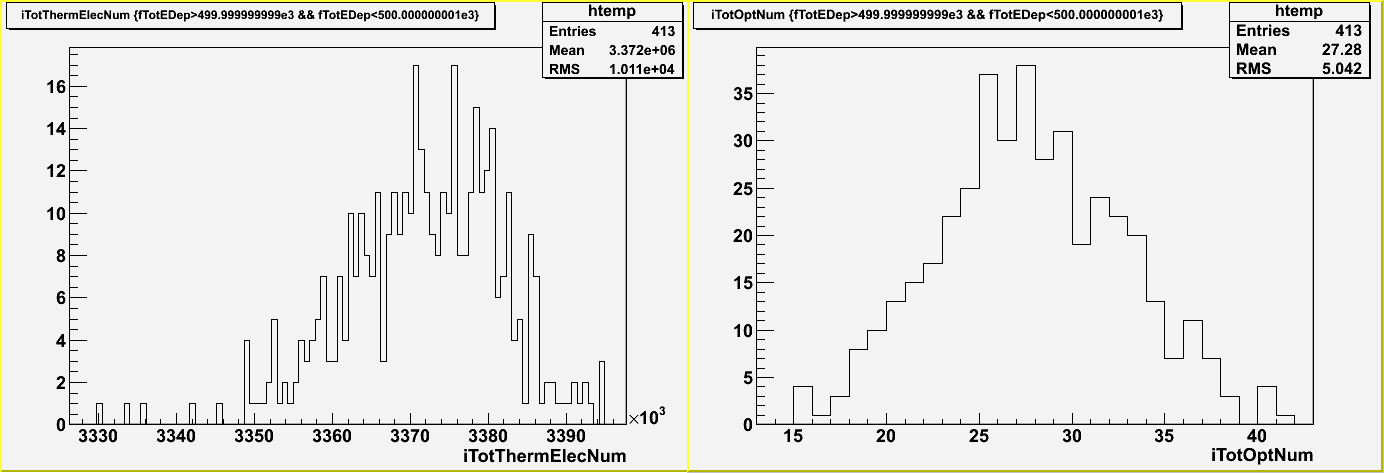 iTotThermElecNum {fTotEDep>499.999999999e3 && fTotEDep<500.000000001e3}
htemp
Entries 413
Mean 3.372e+06
RMS 1.011e+04
16
14
12
10
8
6
4
2
0
3330 3340 3350 3360 3370 3380 3390
×10³
iTotThermElecNum
iTotOptNum {fTotEDep>499.999999999e3 && fTotEDep<500.000000001e3}
htemp
Entries 413
Mean 27.28
RMS 5.042
35
30
25
20
15
10
5
0
15 20 25 30 35 40
iTotOptNum